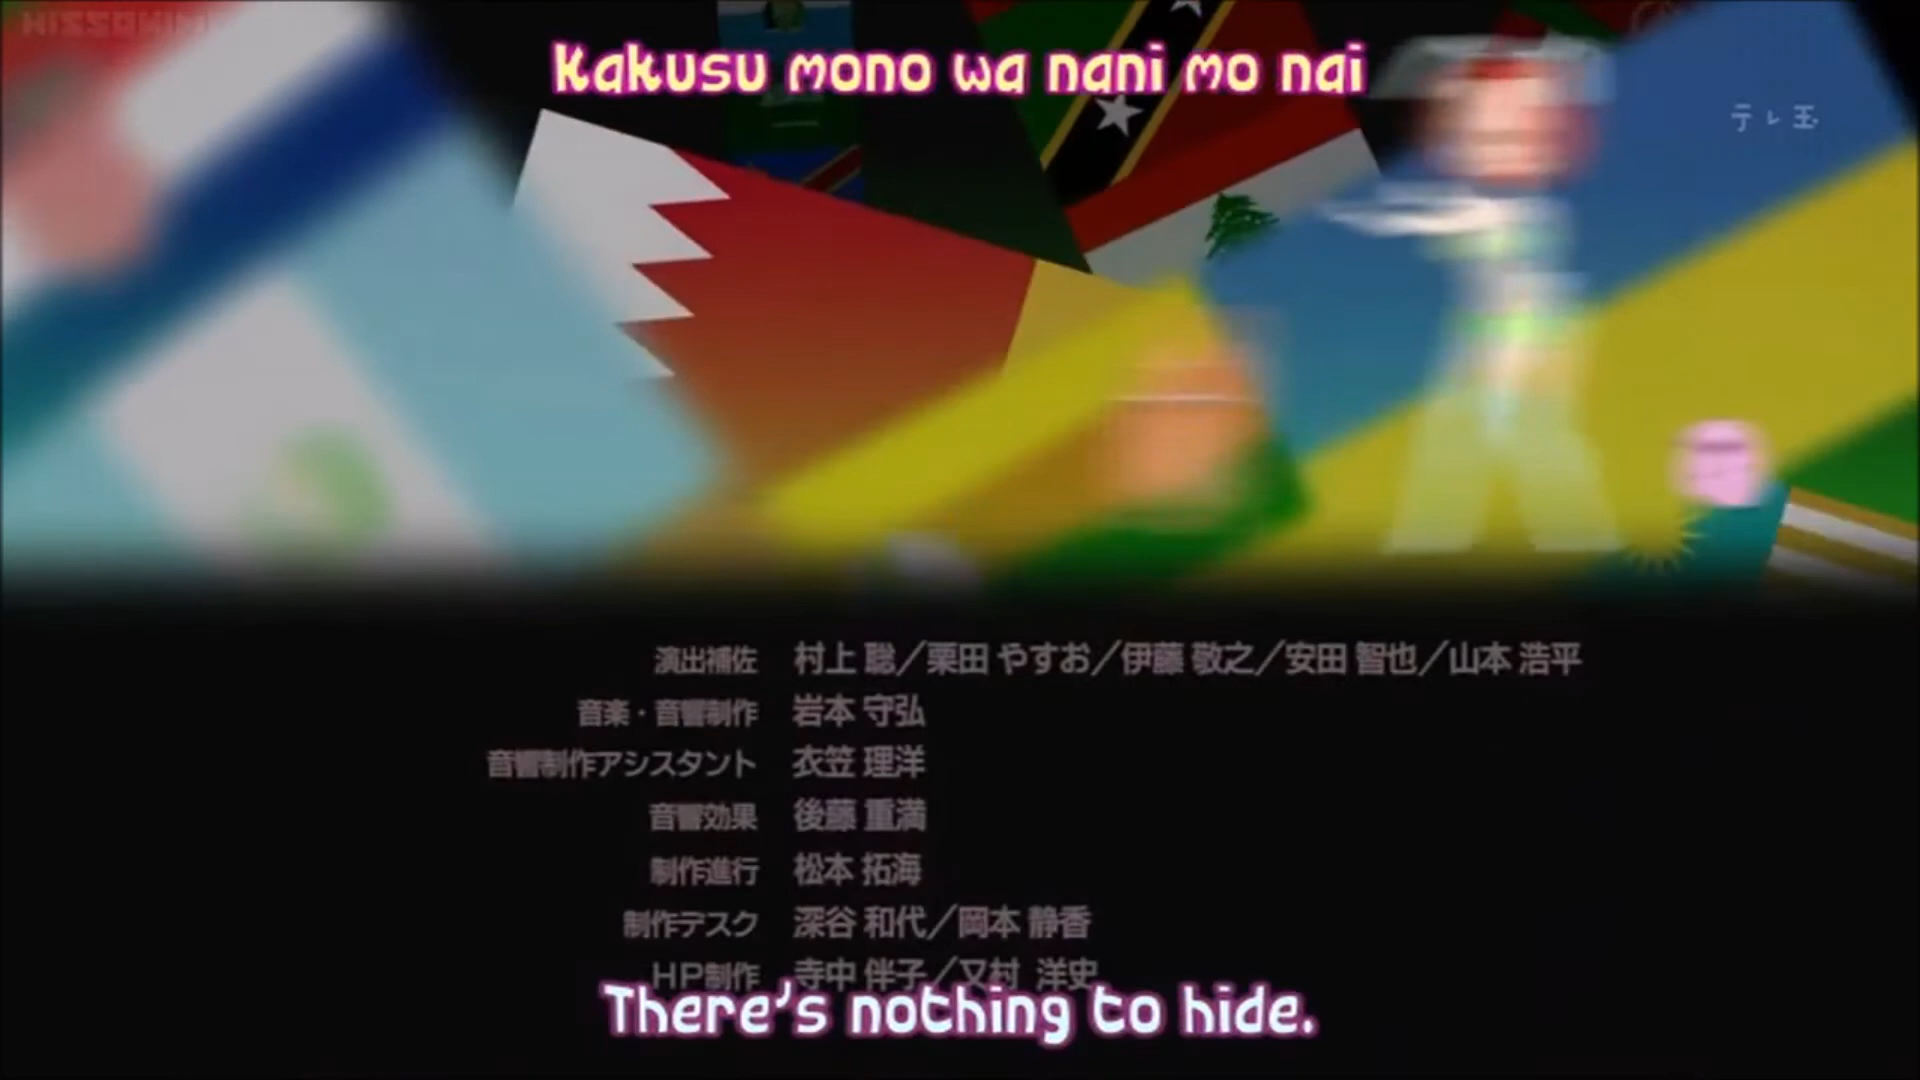 HISSAHIN
Kakusu mono wa nani mo nai
テレ玉
演出補佐 村上 聡／栗田 やすお／伊藤 敬之／安田 智也／山本 浩平
音楽・音響制作 岩本 守弘
音響制作アシスタント 衣笠 理洋
音響効果 後藤 重満
制作進行 松本 拓海
制作デスク 深谷 和代／岡本 静香
HP制作 寺中 伴子／又村 洋史
There's nothing to hide.